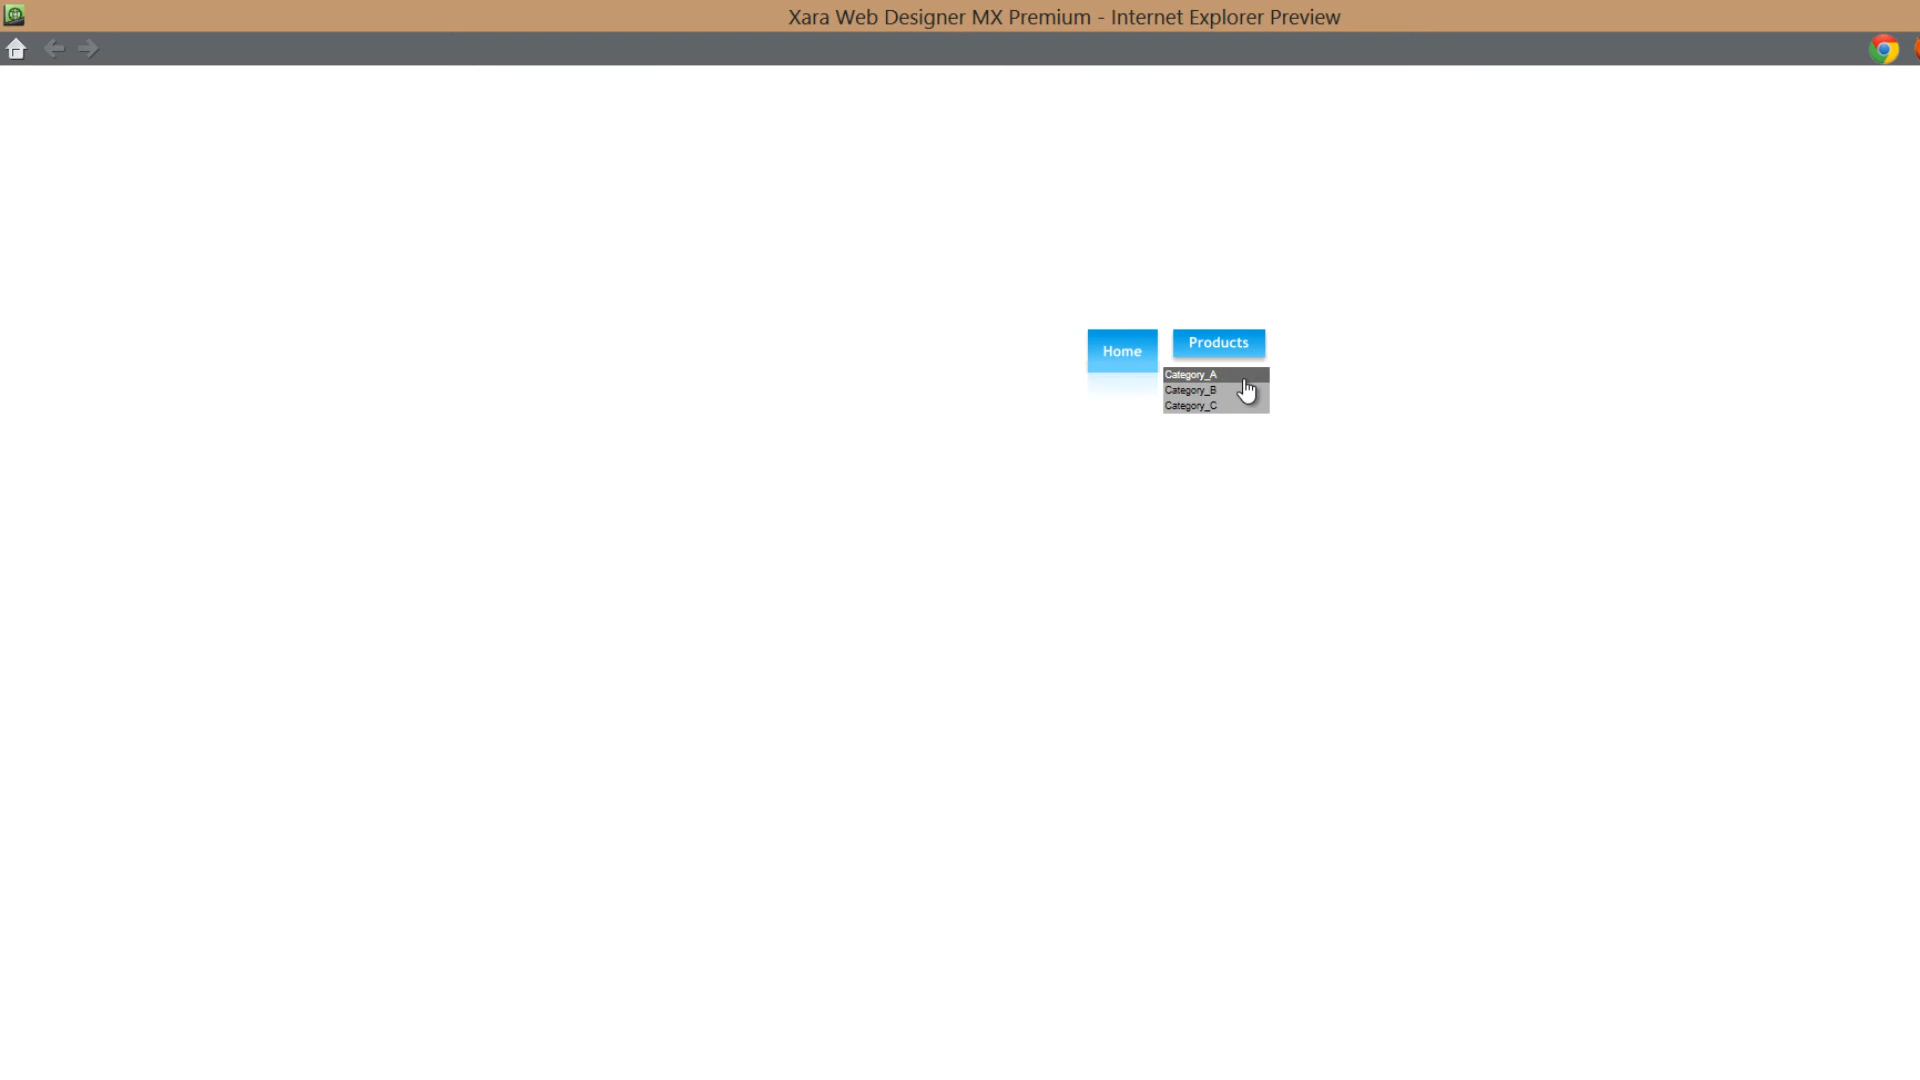 Xara Web Designer MX Premium - Internet Explorer Preview
Home
Products
Category_A
Category_B
Category_C